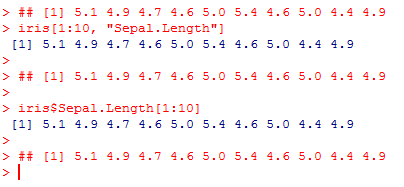 > ## [1] 5.1 4.9 4.7 4.6 5.0 5.4 4.6 5.0 4.4 4.9
> iris[1:10, "Sepal.Length"]
 [1] 5.1 4.9 4.7 4.6 5.0 5.4 4.6 5.0 4.4 4.9
>
> ## [1] 5.1 4.9 4.7 4.6 5.0 5.4 4.6 5.0 4.4 4.9
>
> iris$Sepal.Length[1:10]
 [1] 5.1 4.9 4.7 4.6 5.0 5.4 4.6 5.0 4.4 4.9
>
> ## [1] 5.1 4.9 4.7 4.6 5.0 5.4 4.6 5.0 4.4 4.9
>